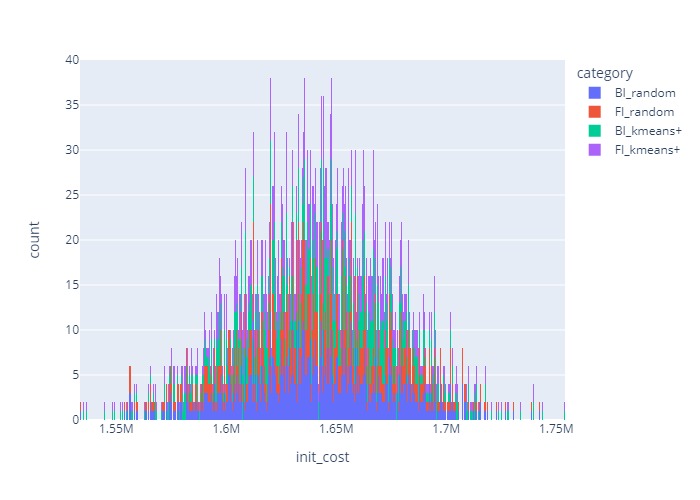 40
35
30
25
20
15
10
5
0
count
1.55M
1.6M
1.65M
1.7M
1.75M
init_cost
category
BI_random
FI_random
BI_kmeans+
FI_kmeans+